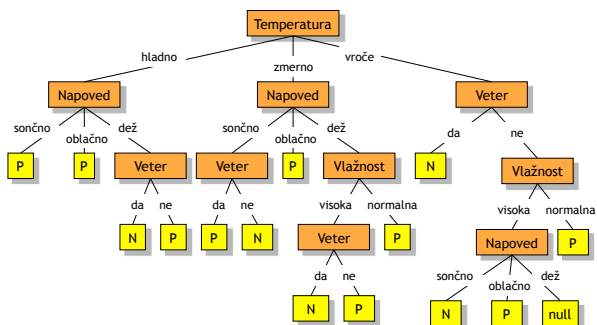 Temperatura
hladno zmerno vroče
Napoved Napoved Veter
sončno oblačno dež sončno oblačno dež da ne
P P Veter Veter P Vlažnost N Vlažnost
da ne da ne visoka normalna visoka normalna
N P P N Veter P Napoved P
da ne sončno oblačno dež
N P N P null